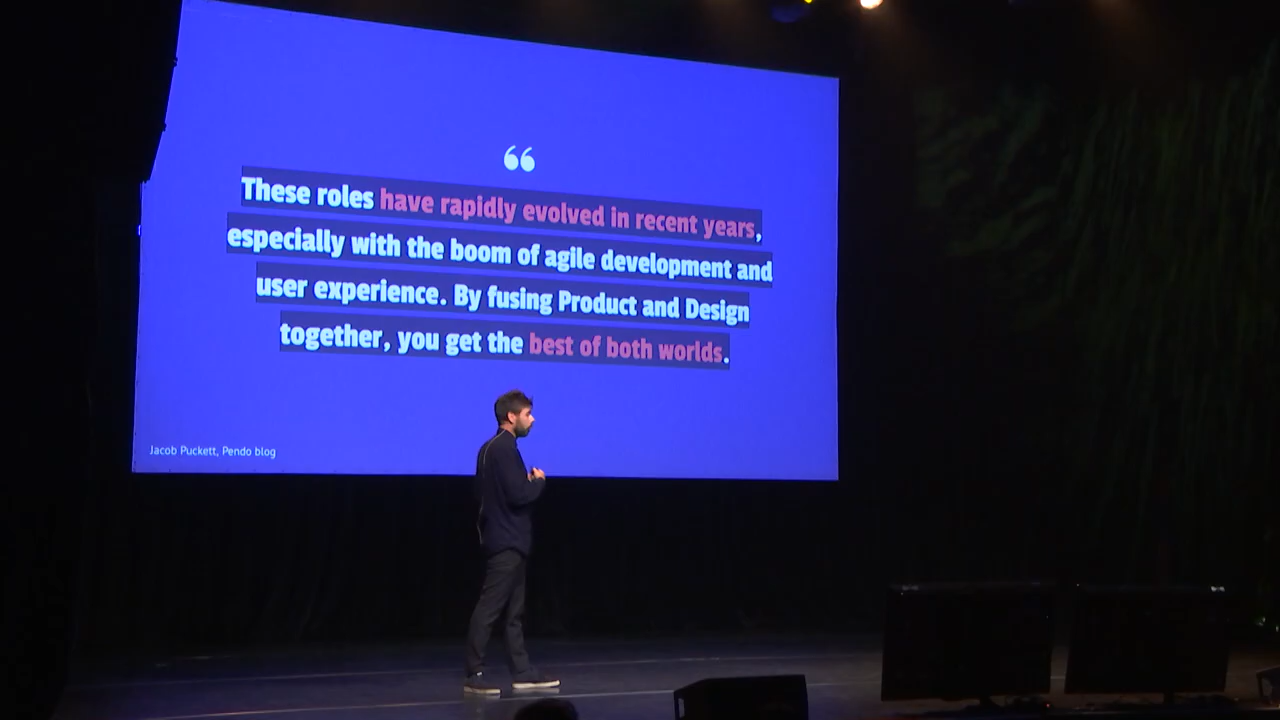 “
These roles have rapidly evolved in recent years,
especially with the boom of agile development and
user experience. By fusing Product and Design
together, you get the best of both worlds.
Jacob Puckett, Pendo blog